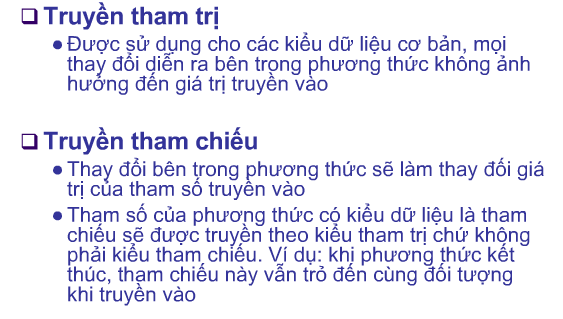 Truyền tham trị
Được sử dụng cho các kiểu dữ liệu cơ bản, mọi
thay đổi diễn ra bên trong phương thức không ảnh
hưởng đến giá trị truyền vào
Truyền tham chiếu
Thay đổi bên trong phương thức sẽ làm thay đổi giá
trị của tham số truyền vào
Tham số của phương thức có kiểu dữ liệu là tham
chiếu sẽ được truyền theo kiểu tham trị chứ không
phải kiểu tham chiếu. Ví dụ: khi phương thức kết
thúc, tham chiếu này vẫn trỏ đến cùng đối tượng
khi truyền vào